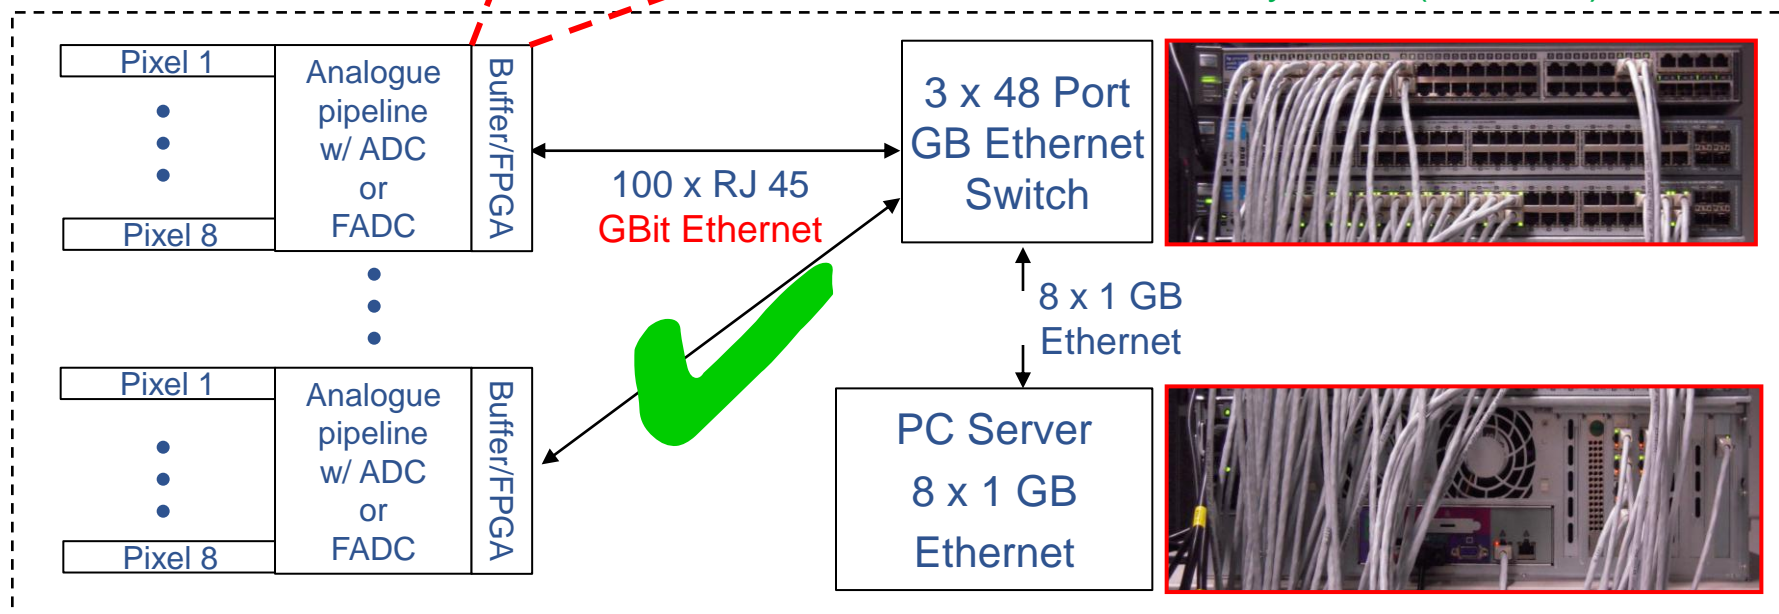 Pixel 1
Analogue
pipeline
w/ ADC
or
FADC
Buffer/FPGA
Pixel 8
100 x RJ 45
GBit Ethernet
3 x 48 Port
GB Ethernet
Switch
8 x 1 GB
Ethernet
Pixel 1
Analogue
pipeline
w/ ADC
or
FADC
Buffer/FPGA
Pixel 8
PC Server
8 x 1 GB
Ethernet